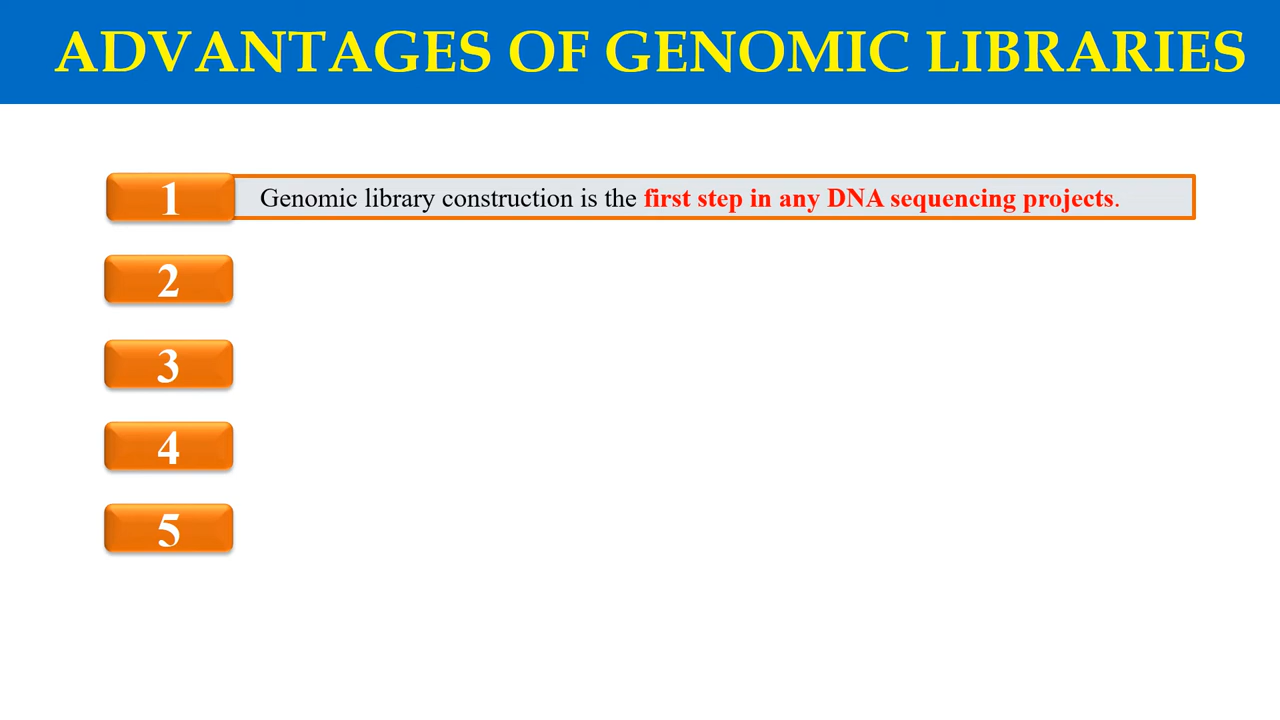 ADVANTAGES OF GENOMIC LIBRARIES
1 Genomic library construction is the first step in any DNA sequencing projects.
2
3
4
5